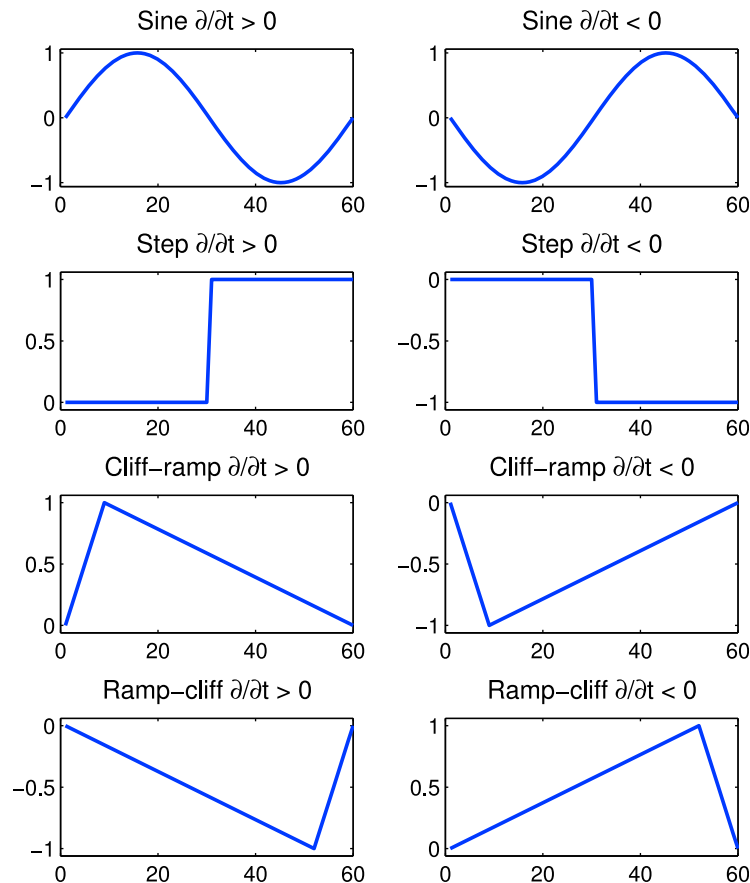 Sine ∂/∂t > 0
Sine ∂/∂t < 0
1
0
−1
0 20 40 60
1
0
−1
0 20 40 60
Step ∂/∂t > 0
Step ∂/∂t < 0
1
0.5
0
0 20 40 60
0
−0.5
−1
0 20 40 60
Cliff−ramp ∂/∂t > 0
Cliff−ramp ∂/∂t < 0
1
0.5
0
0 20 40 60
0
−0.5
−1
0 20 40 60
Ramp−cliff ∂/∂t > 0
Ramp−cliff ∂/∂t < 0
0
−0.5
−1
0 20 40 60
1
0.5
0
0 20 40 60